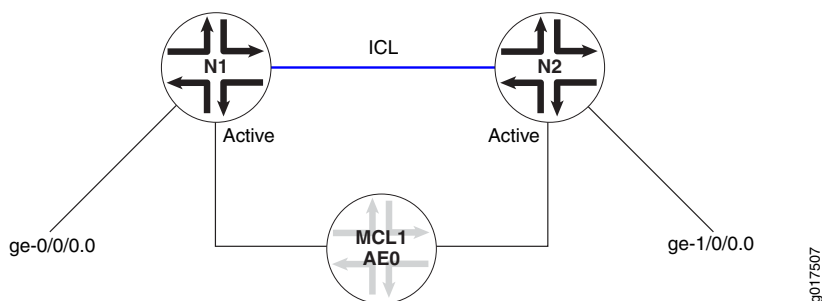 ICL
N1
N2
Active
Active
MCL1
AE0
ge-0/0/0.0
ge-1/0/0.0
g017507